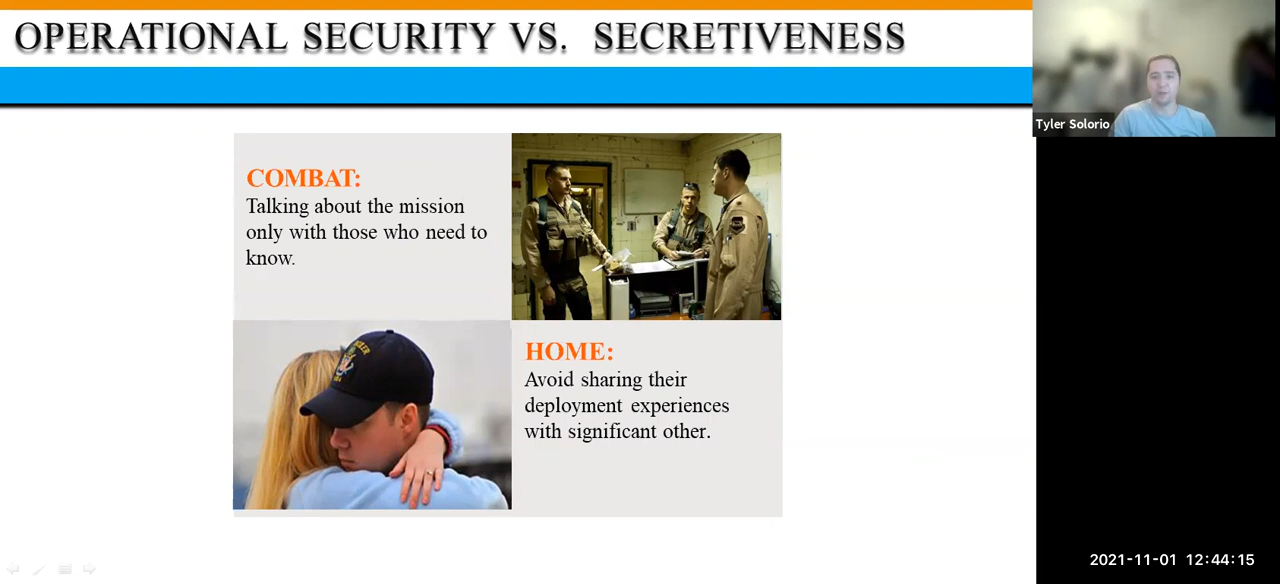 OPERATIONAL SECURITY VS. SECRETIVENESS
Tyler Solorio
COMBAT:
Talking about the mission
only with those who need to
know.
HOME:
Avoid sharing their
deployment experiences
with significant other.
2021-11-01 12:44:15